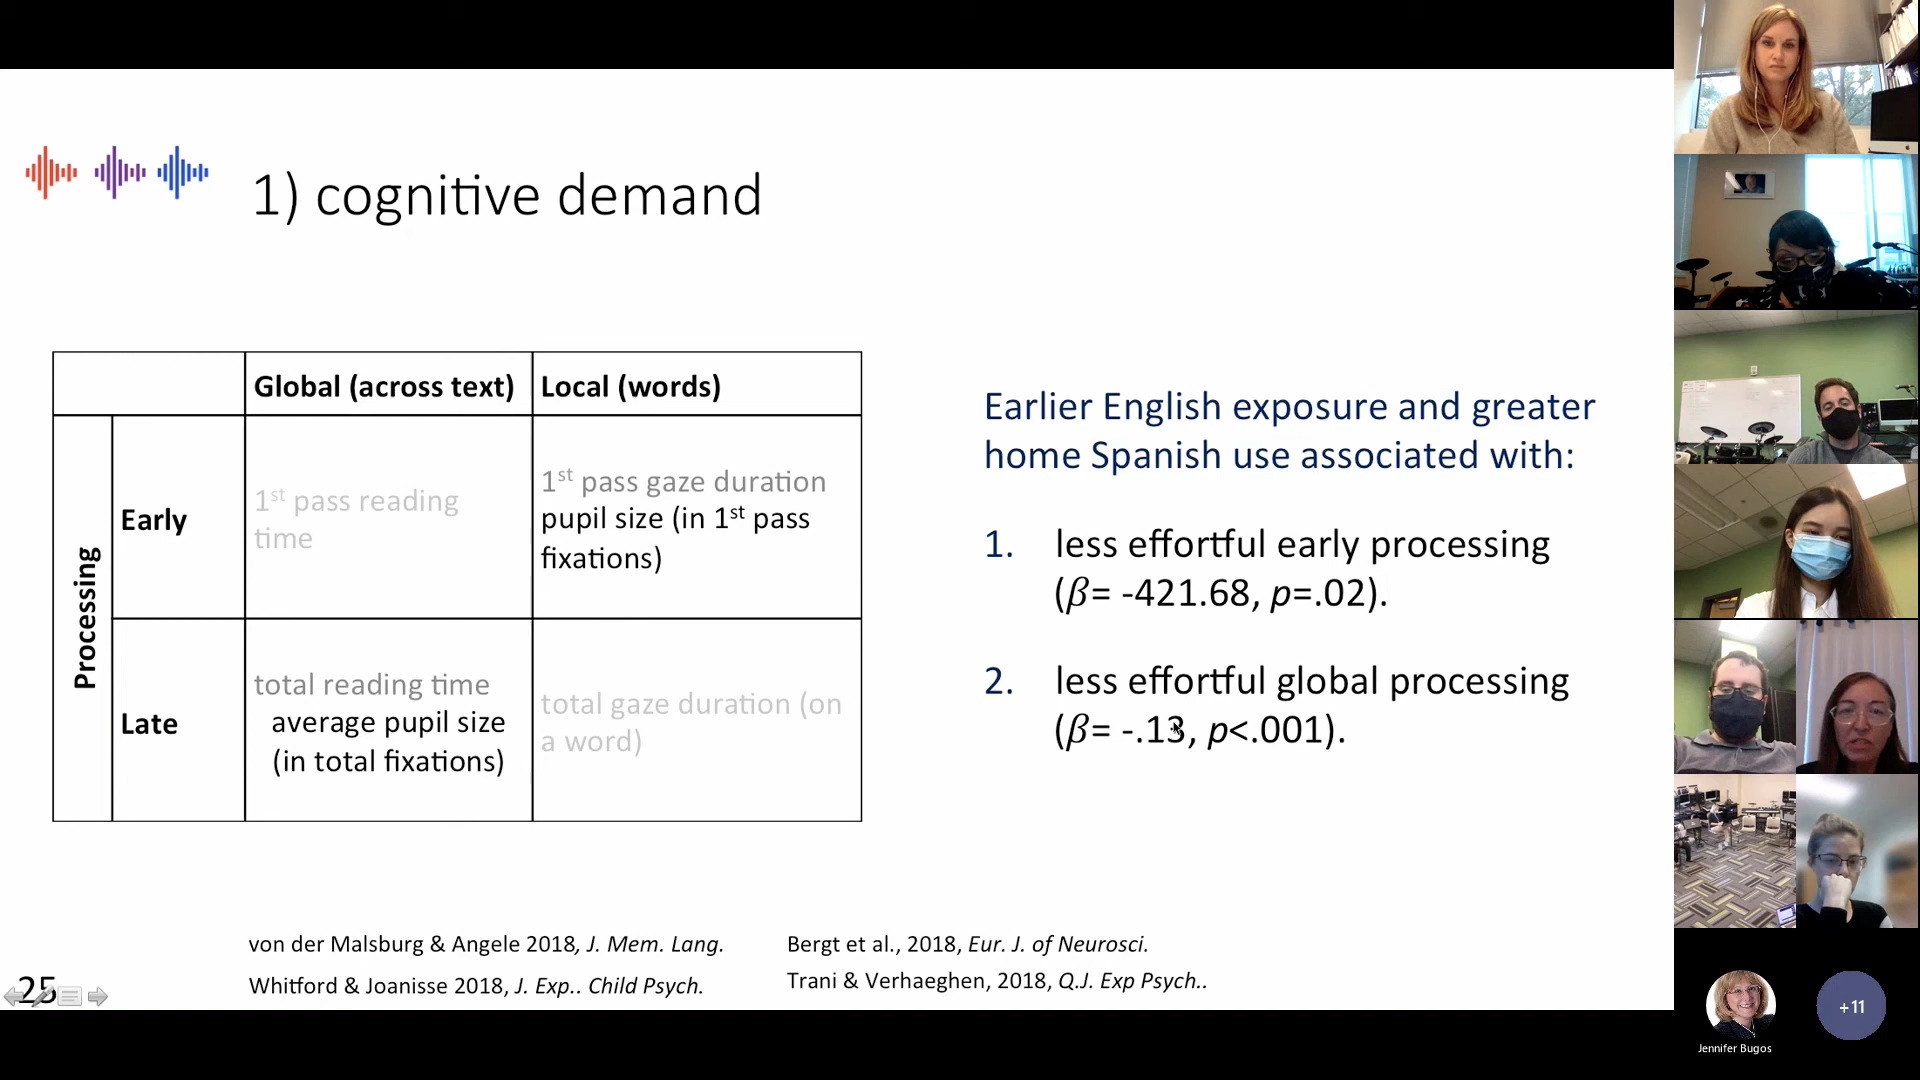 1) cognitive demand
Global (across text) Local (words)
Processing
Early
1st pass reading
time
1st pass gaze duration
pupil size (in 1st pass
fixations)
Late
total reading time
average pupil size
(in total fixations)
total gaze duration (on
a word)
Earlier English exposure and greater
home Spanish use associated with:
1. less effortful early processing
(β= -421.68, p=.02).
2. less effortful global processing
(β= -.13, p<.001).
von der Malsburg & Angele 2018, J. Mem. Lang.
Whitford & Joanisse 2018, J. Exp.. Child Psych.
Bergt et al., 2018, Eur. J. of Neurosci.
Trani & Verhaeghen, 2018, Q.J. Exp Psych..
25
+11
Jennifer Bugos